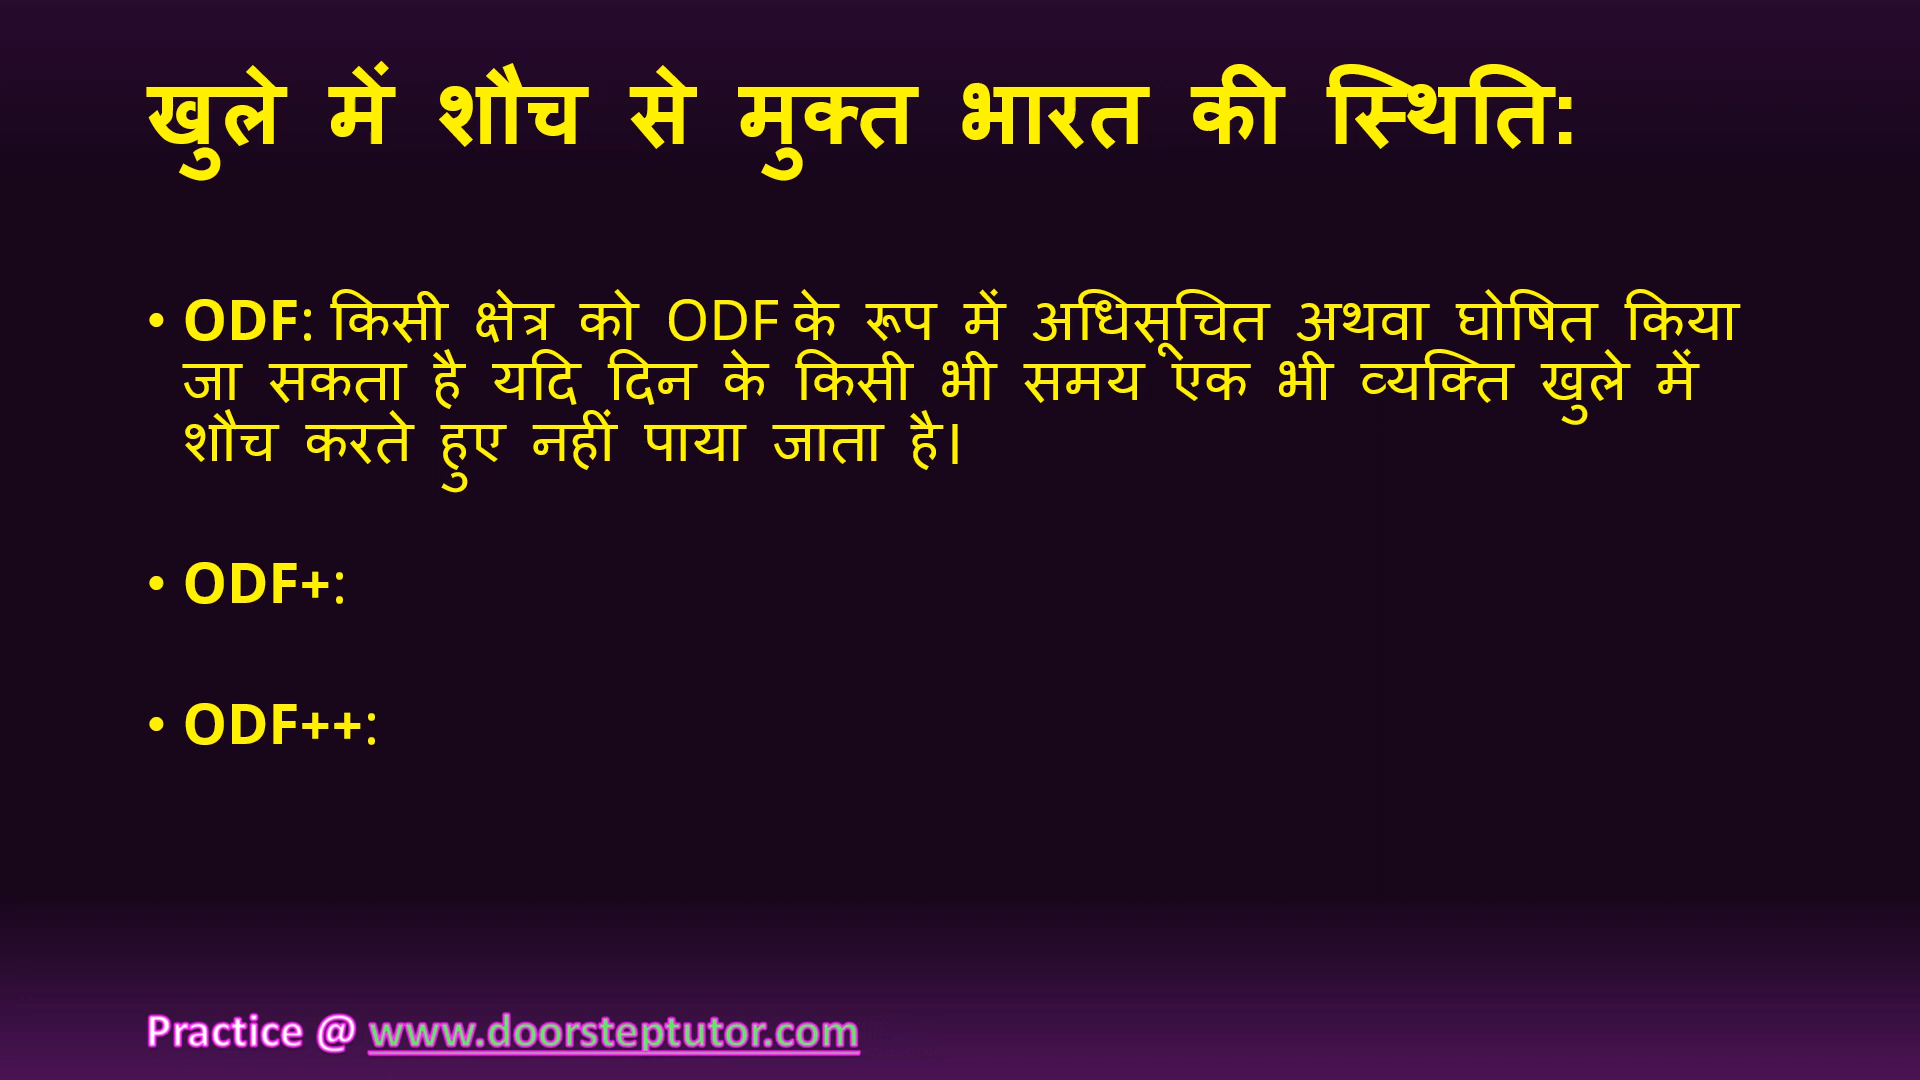 खुले में शौच से मुक्त भारत की स्थिति:
• ODF: किसी क्षेत्र को ODF के रूप में अधिसूचित अथवा घोषित किया
जा सकता है यदि दिन के किसी भी समय एक भी व्यक्ति खुले में
शौच करते हुए नहीं पाया जाता है।
• ODF+:
• ODF++:
Practice @ www.doorsteptutor.com